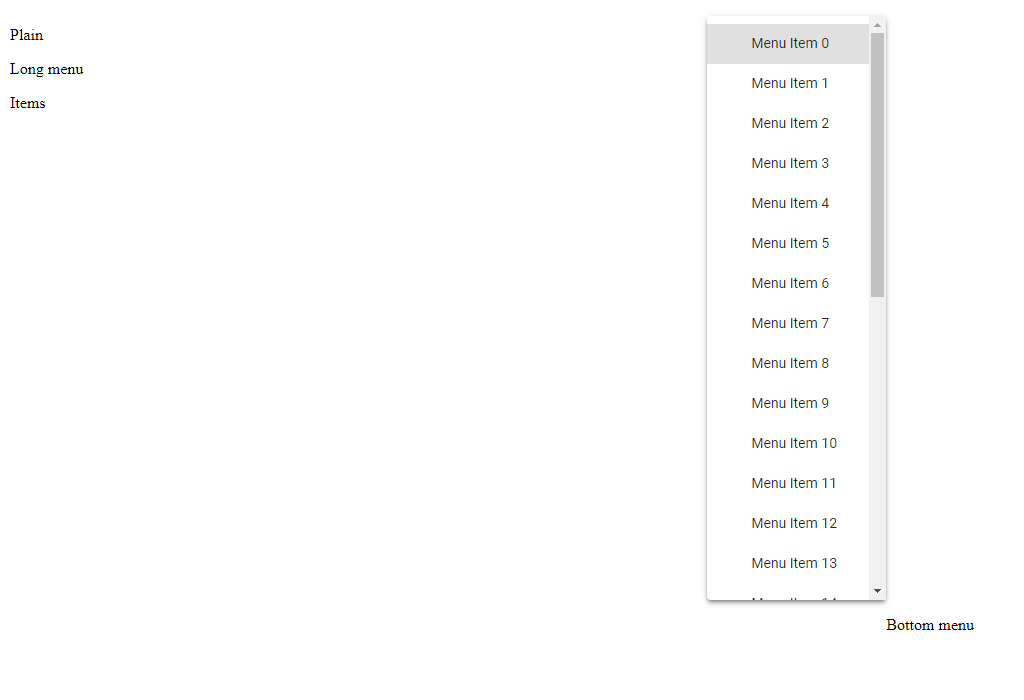 Plain
Long menu
Items
Menu Item 0
Menu Item 1
Menu Item 2
Menu Item 3
Menu Item 4
Menu Item 5
Menu Item 6
Menu Item 7
Menu Item 8
Menu Item 9
Menu Item 10
Menu Item 11
Menu Item 12
Menu Item 13
Bottom menu